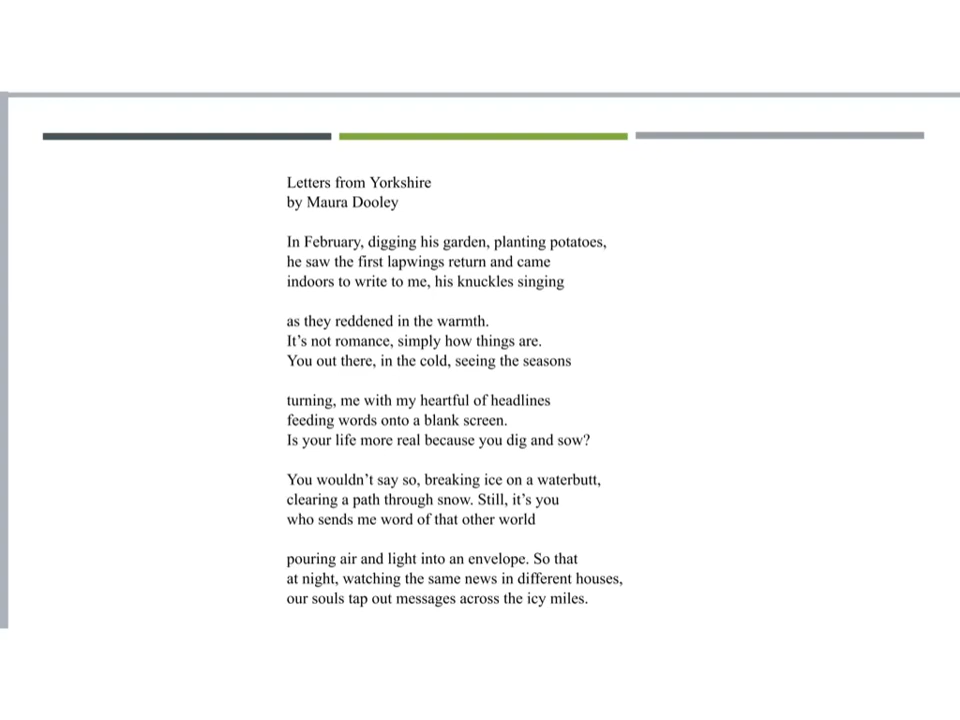 Letters from Yorkshire
by Maura Dooley
In February, digging his garden, planting potatoes,
he saw the first lapwings return and came
indoors to write to me, his knuckles singing
as they reddened in the warmth.
It’s not romance, simply how things are.
You out there, in the cold, seeing the seasons
turning, me with my heartful of headlines
feeding words onto a blank screen.
Is your life more real because you dig and sow?
You wouldn’t say so, breaking ice on a waterbutt,
clearing a path through snow. Still, it’s you
who sends me word of that other world
pouring air and light into an envelope. So that
at night, watching the same news in different houses,
our souls tap out messages across the icy miles.